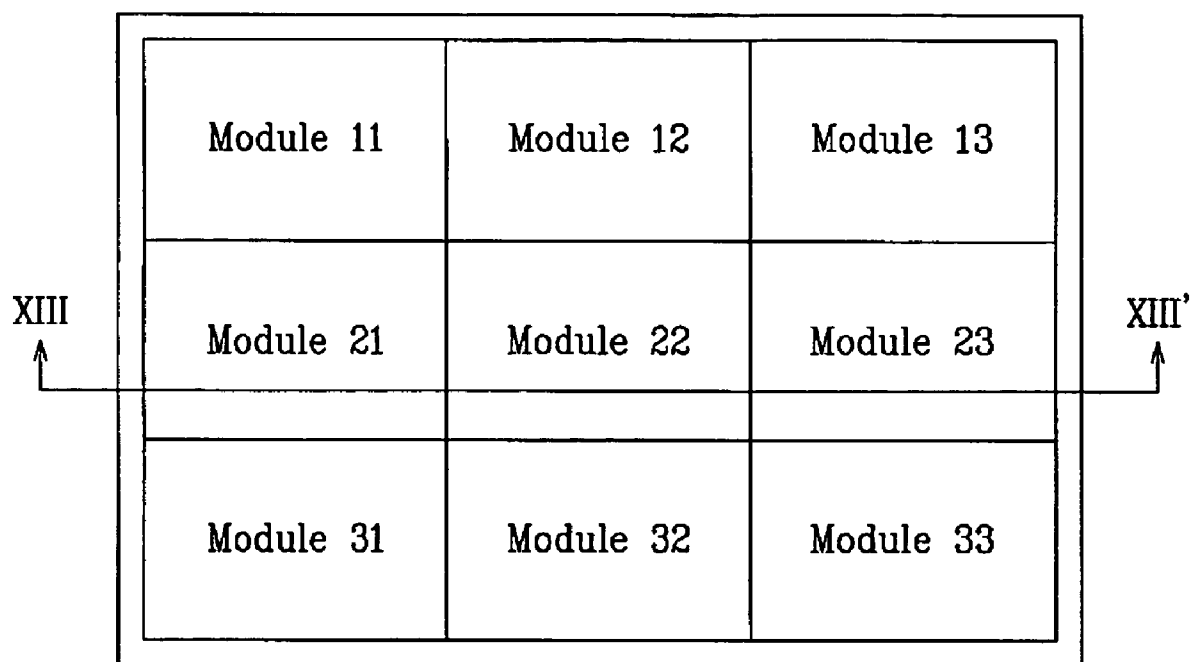 Module 11 Module 12 Module 13
XIII XIII'
Module 21 Module 22 Module 23
Module 31 Module 32 Module 33